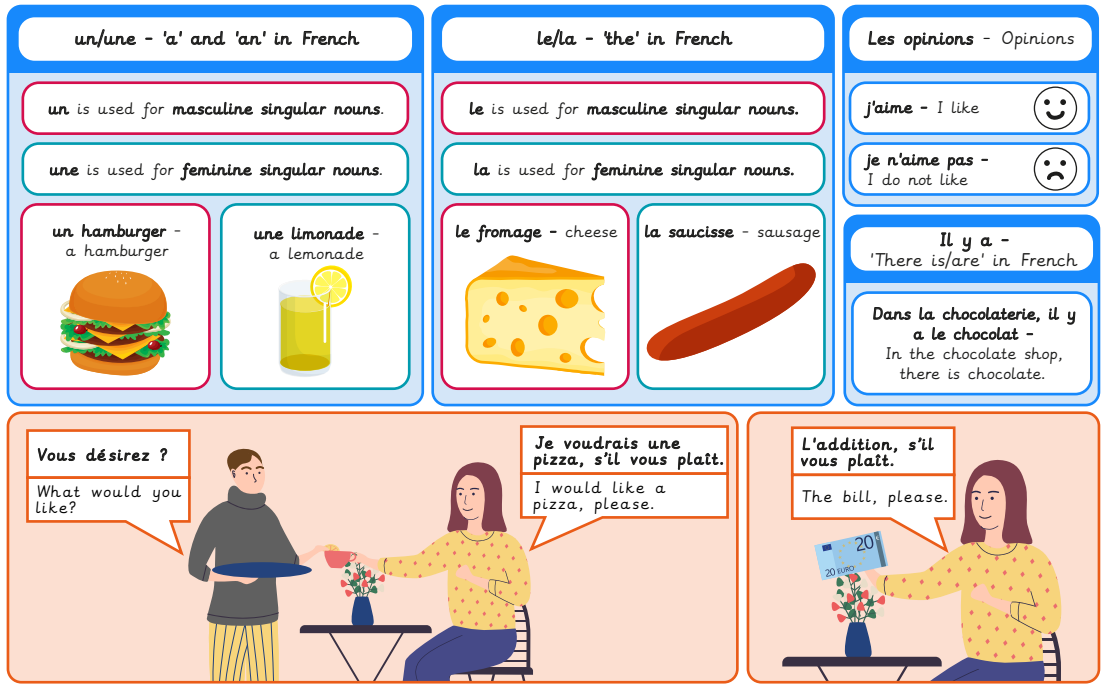 un/une - 'a' and 'an' in French
un is used for masculine singular nouns.
une is used for feminine singular nouns.
un hamburger -
a hamburger
une limonade -
a lemonade
le/la - 'the' in French
le is used for masculine singular nouns.
la is used for feminine singular nouns.
le fromage - cheese
la saucisse - sausage
Les opinions - Opinions
j'aime - I like
je n'aime pas -
I do not like
Il y a -
'There is/are' in French
Dans la chocolaterie, il y
a le chocolat -
In the chocolate shop,
there is chocolate.
Vous désirez ?
What would you
like?
Je voudrais une
pizza, s'il vous plaît.
I would like a
pizza, please.
L'addition, s'il
vous plaît.
The bill, please.
20
20 EURO